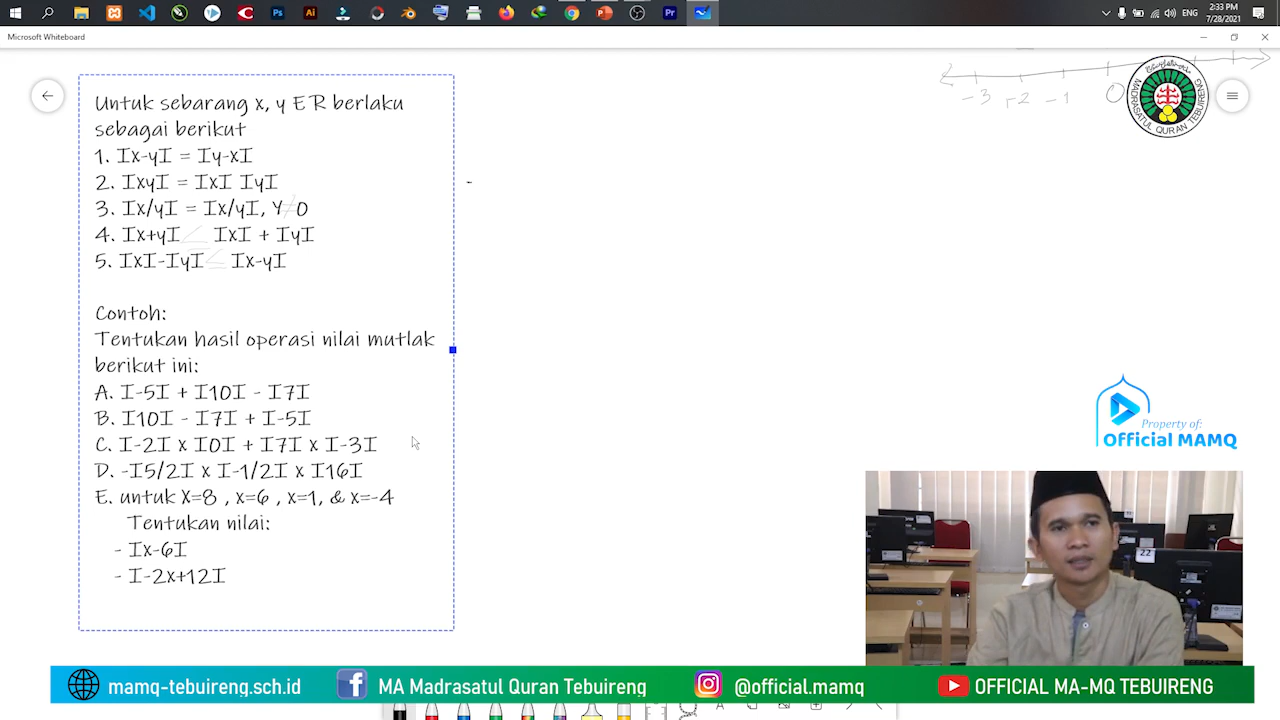 2:33 PM
ENG
7/28/2021
Microsoft Whiteboard
Untuk sebarang x, y E R berlaku
sebagai berikut
1. Ix-yI = Iy-xI
2. IxyI = IxI IyI
3. Ix/yI = Ix/yI, Y≠0
4. Ix+yI ≤ IxI + IyI
5. IxI-IyI ≤ Ix-yI
Contoh:
Tentukan hasil operasi nilai mutlak
berikut ini:
A. I-5I + I10I - I7I
B. I10I - I7I + I-5I
C. I-2I x I0I + I7I x I-3I
D. -I5/2I x I-1/2I x I16I
E. untuk X=8 , x=6 , x=1, & x=-4
Tentukan nilai:
- Ix-6I
- I-2x+12I
-3 -2 -1 0
MADRASATUL QURAN TEBUIRENG
Property of:
Official MAMQ
22
mamq-tebuireng.sch.id
MA Madrasatul Quran Tebuireng
@official.mamq
OFFICIAL MA-MQ TEBUIRENG